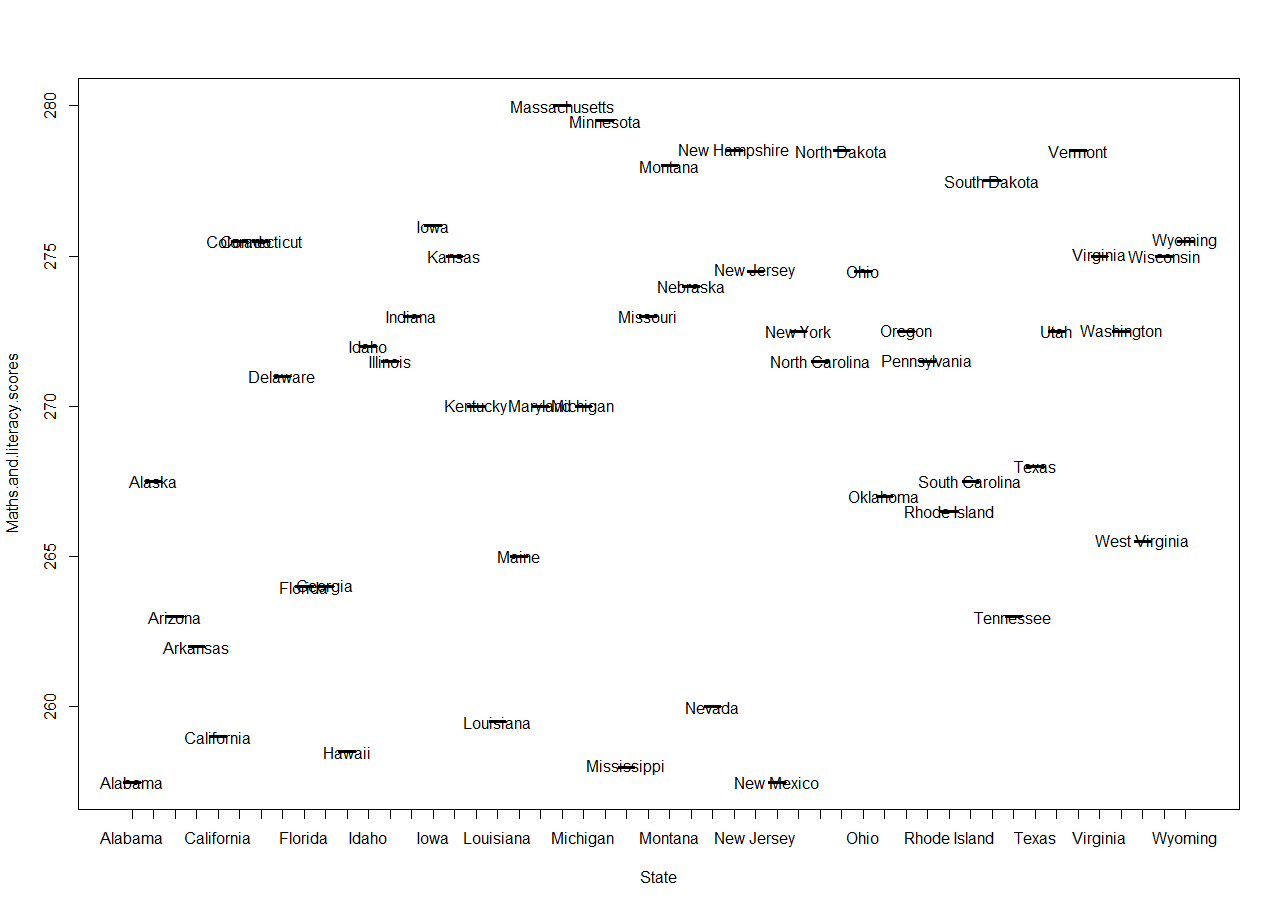 280
275
270
265
260
Maths.and.literacy.scores
Massachusetts
Minnesota
New Hampshire
North Dakota
Vermont
Montana
South Dakota
Iowa
Colorado
Connecticut
Wyoming
Kansas
Virginia
Wisconsin
New Jersey
Ohio
Nebraska
Indiana
Missouri
New York
Oregon
Utah
Washington
Idaho
Illinois
North Carolina
Pennsylvania
Delaware
Kentucky
Maryland
Michigan
Texas
Alaska
South Carolina
Oklahoma
Rhode Island
West Virginia
Maine
Florida
Georgia
Arizona
Tennessee
Arkansas
California
Nevada
Louisiana
Hawaii
Mississippi
Alabama
New Mexico
Alabama California Florida Idaho Iowa Louisiana Michigan Montana New Jersey Ohio Rhode Island Texas Virginia Wyoming
State